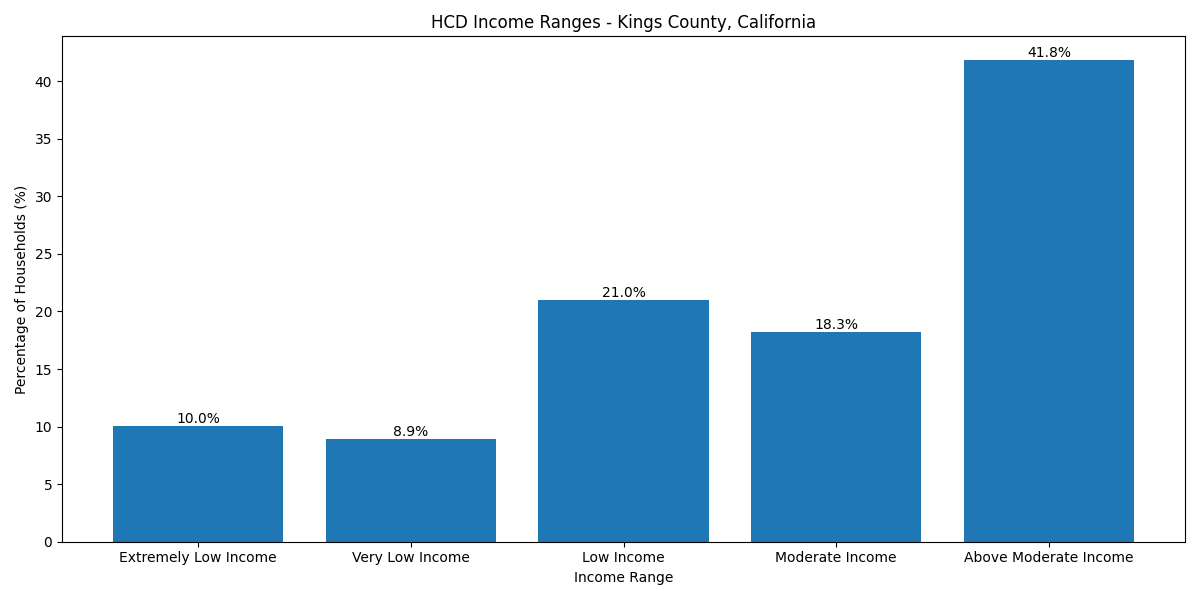 HCD Income Ranges - Kings County, California
Percentage of Households (%)
40
35
30
25
20
15
10
5
0
10.0%
8.9%
21.0%
18.3%
41.8%
Extremely Low Income
Very Low Income
Low Income
Moderate Income
Above Moderate Income
Income Range